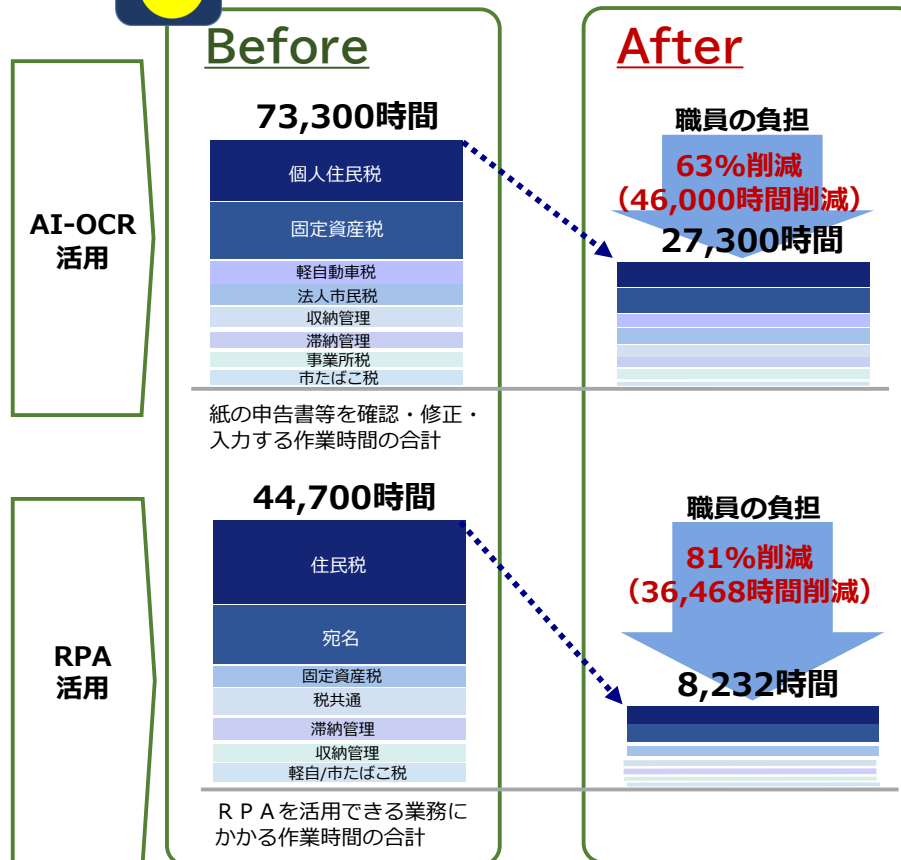 Before
After
AI-OCR
活用
73,300時間
個人住民税
固定資産税
軽自動車税
法人市民税
収納管理
滞納管理
事業所税
市たばこ税
紙の申告書等を確認・修正・
入力する作業時間の合計
職員の負担
63%削減
（46,000時間削減）
27,300時間
RPA
活用
44,700時間
住民税
宛名
固定資産税
税共通
滞納管理
収納管理
軽自/市たばこ税
ＲＰＡを活用できる業務に
かかる作業時間の合計
職員の負担
81%削減
（36,468時間削減）
8,232時間